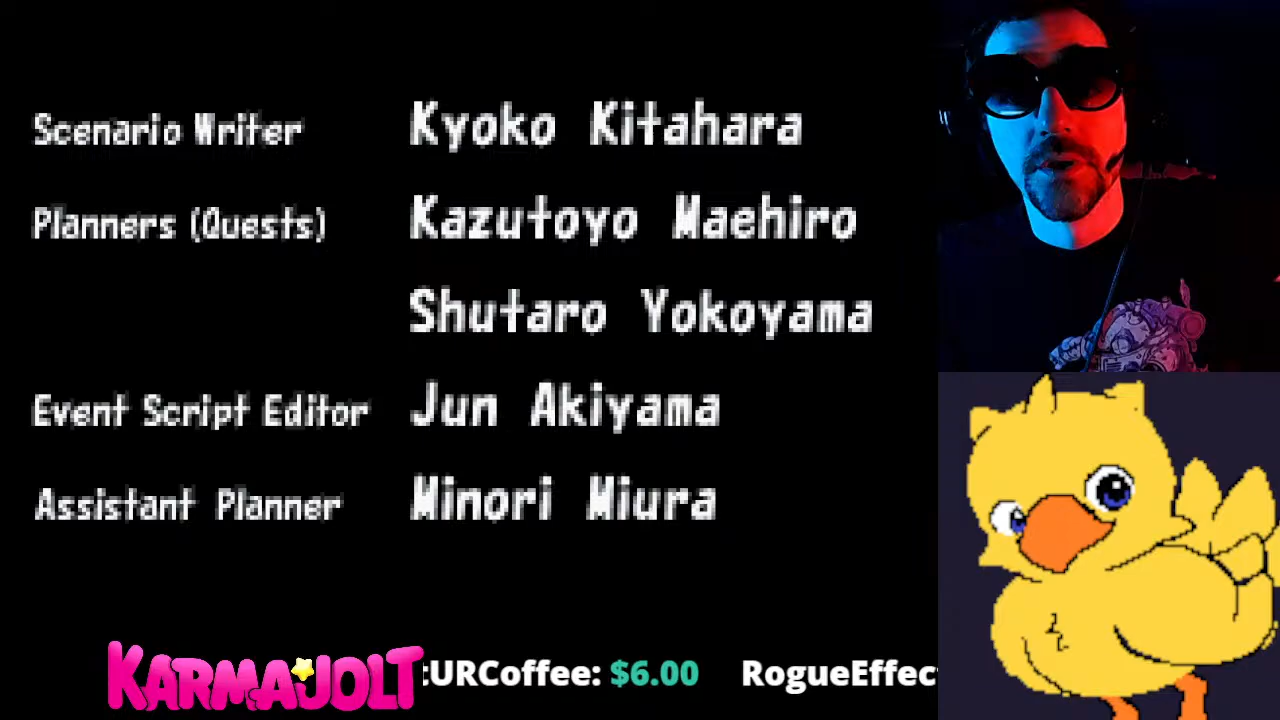 Scenario Writer Kyoko Kitahara
Planners (Quests) Kazutoyo Maehiro
Shutaro Yokoyama
Event Script Editor Jun Akiyama
Assistant Planner Minori Miura
KARMAJOLT tURCoffee: $6.00 RogueEffec